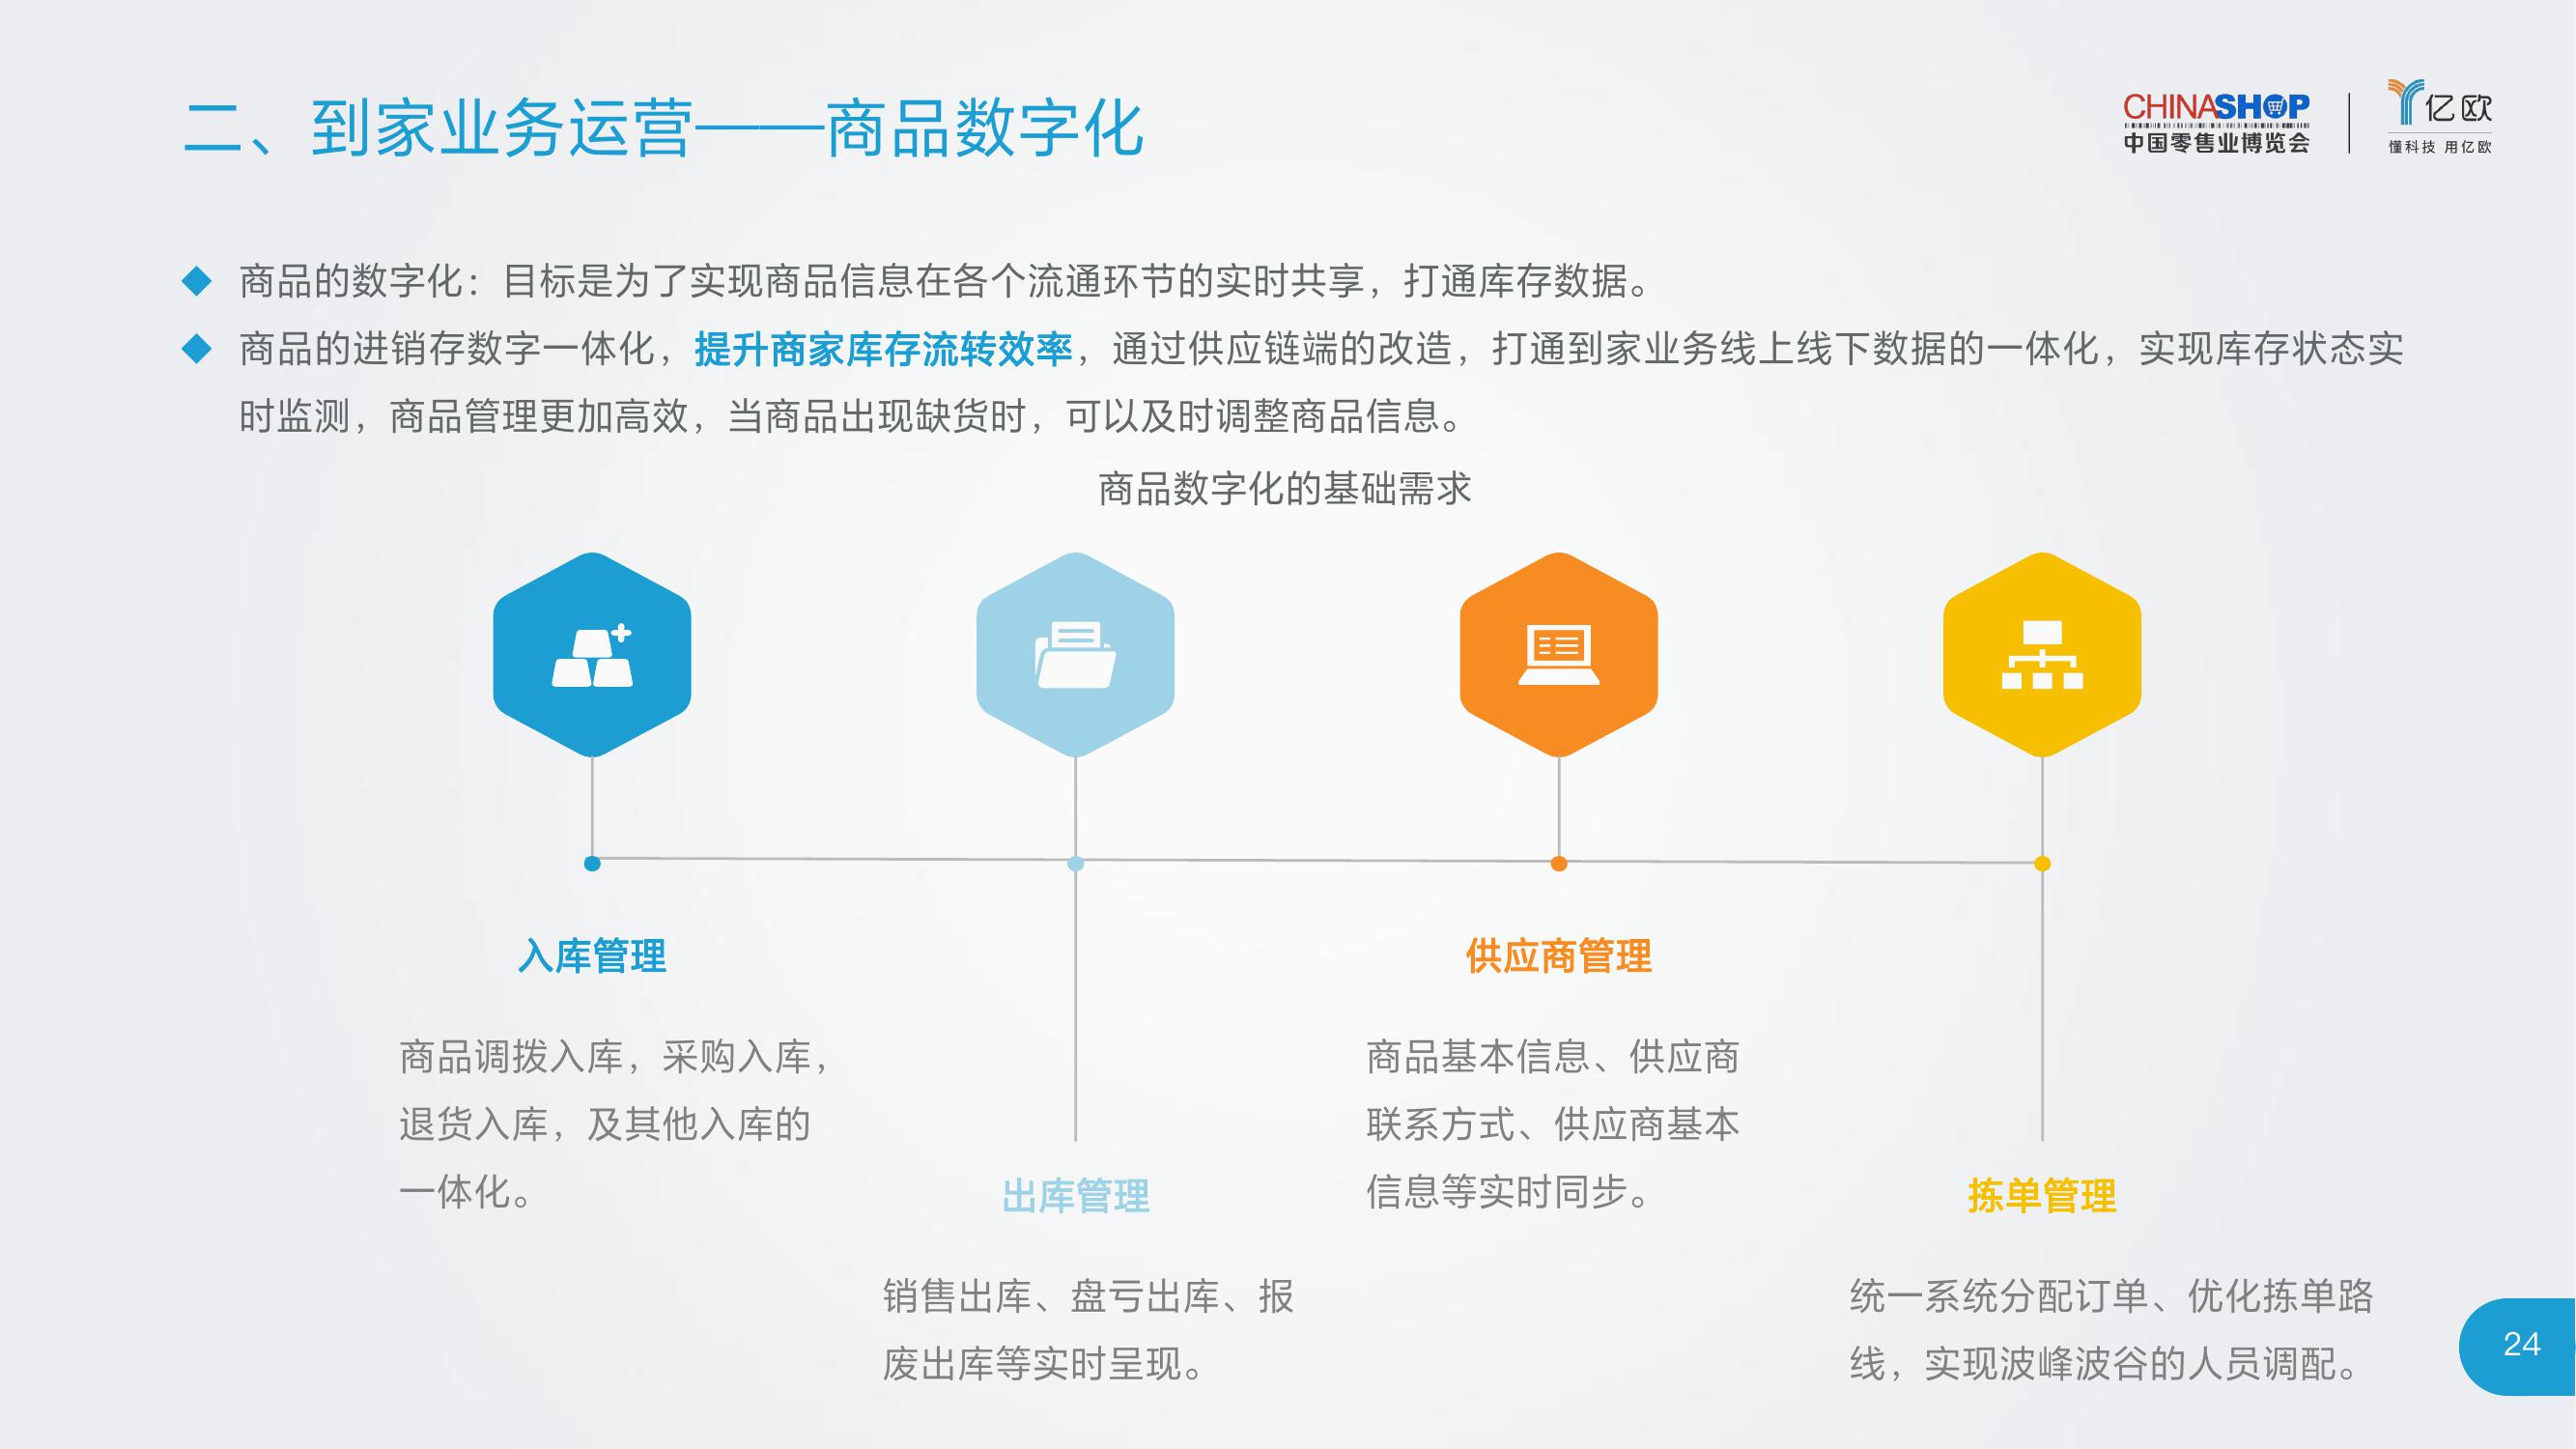 二、到家业务运营——商品数字化
CHINASHOP
中国零售业博览会
亿欧
懂科技 用亿欧
商品的数字化：目标是为了实现商品信息在各个流通环节的实时共享，打通库存数据。
商品的进销存数字一体化，提升商家库存流转效率，通过供应链端的改造，打通到家业务线上线下数据的一体化，实现库存状态实
时监测，商品管理更加高效，当商品出现缺货时，可以及时调整商品信息。
商品数字化的基础需求
入库管理
商品调拨入库，采购入库，
退货入库，及其他入库的
一体化。
出库管理
销售出库、盘亏出库、报
废出库等实时呈现。
供应商管理
商品基本信息、供应商
联系方式、供应商基本
信息等实时同步。
拣单管理
统一系统分配订单、优化拣单路
线，实现波峰波谷的人员调配。
24